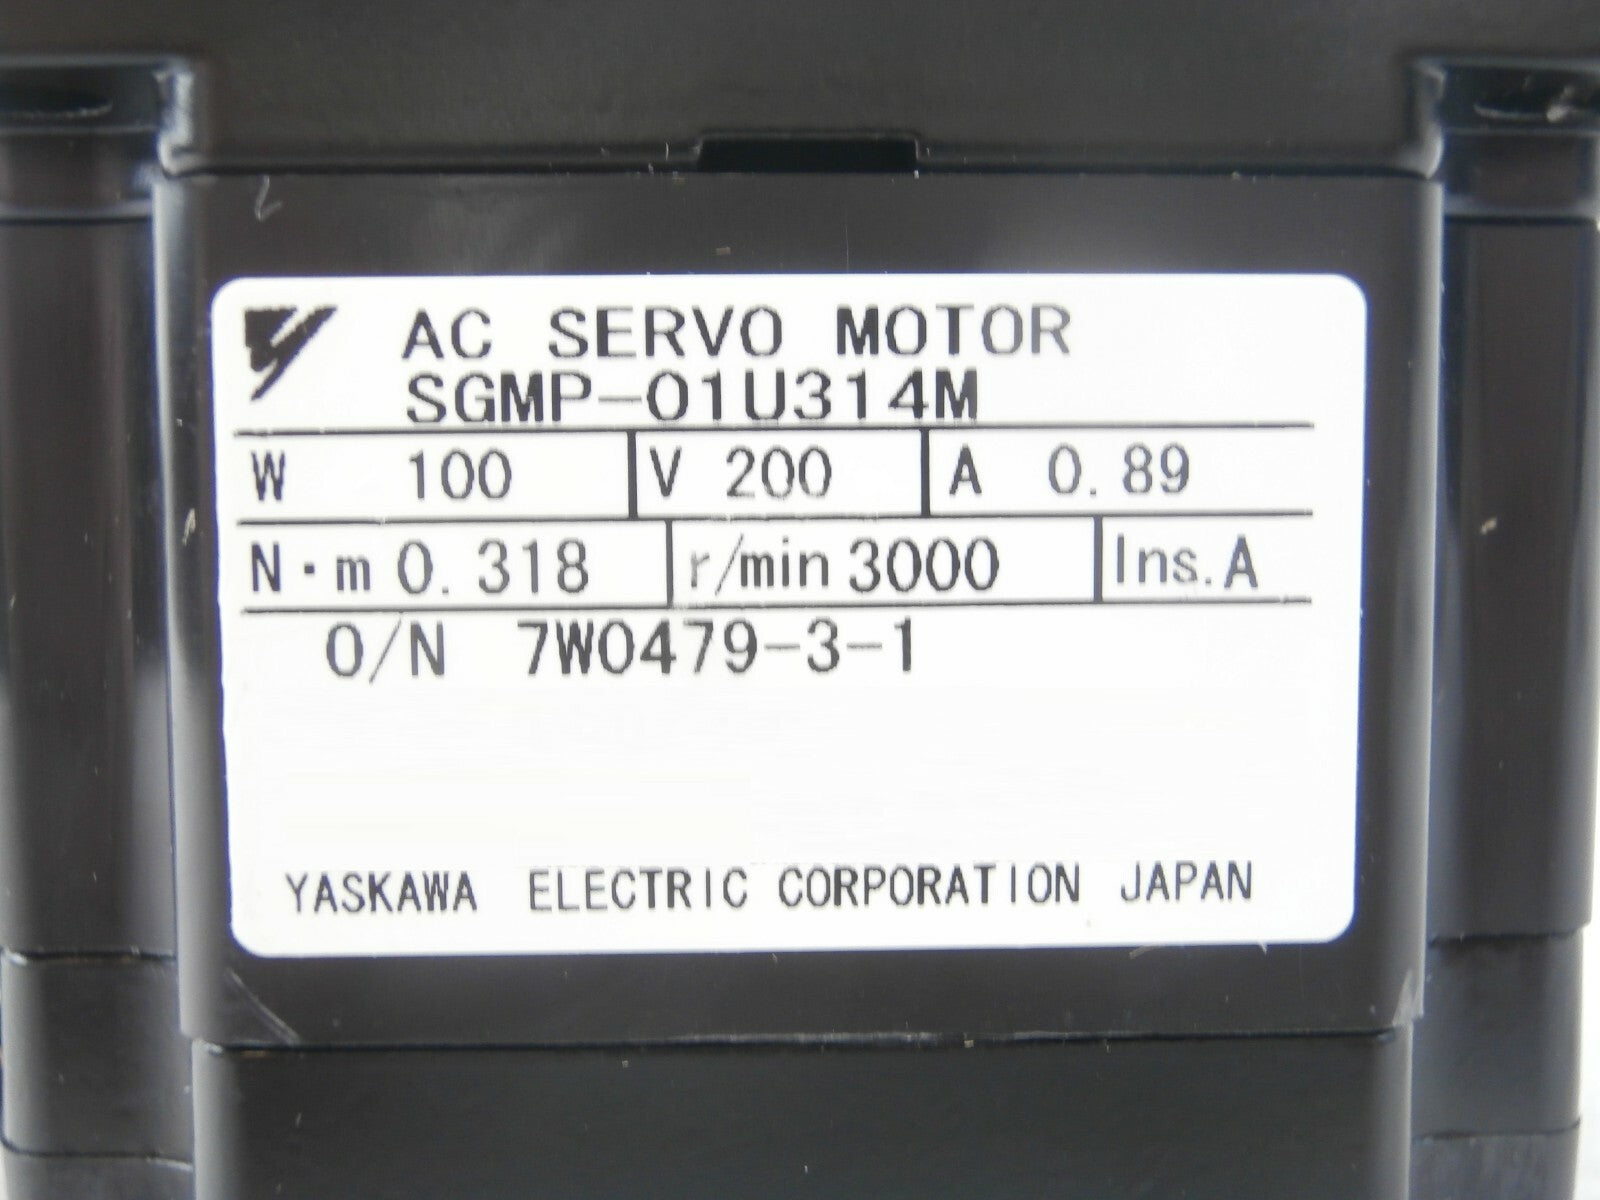 AC SERVO MOTOR
SGMP-01U314M
W 100 V 200 A 0.89
N·m 0.318 r/min 3000 Ins. A
O/N 7W0479-3-1
YASKAWA ELECTRIC CORPORATION JAPAN